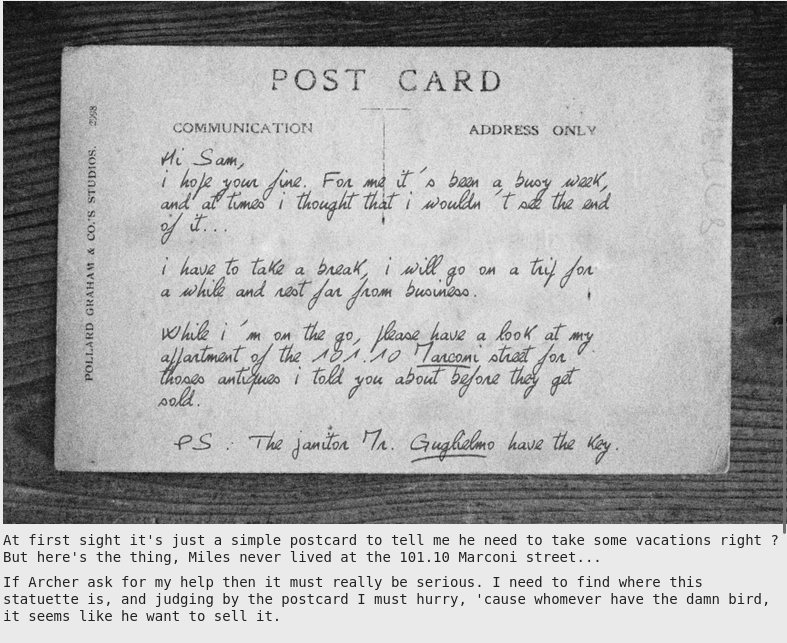 POST CARD
COMMUNICATION
ADDRESS ONLY
POLLARD GRAHAM & CO.'S STUDIOS.
Hi Sam,
i hope your fine. For me it´s been a busy week,
and at times i thought that i wouldn´t see the end
of it...
i have to take a break, i will go on a trip for
a while and rest far from business.
While i´m on the go, please have a look at my
appartment of the 101.10 Marconi street for
thoses antiques i told you about before they get
sold.
PS : The janitor Mr. Guglielmo have the key.
At first sight it's just a simple postcard to tell me he need to take some vacations right ?
But here's the thing, Miles never lived at the 101.10 Marconi street...
If Archer ask for my help then it must really be serious. I need to find where this
statuette is, and judging by the postcard I must hurry, 'cause whomever have the damn bird,
it seems like he want to sell it.